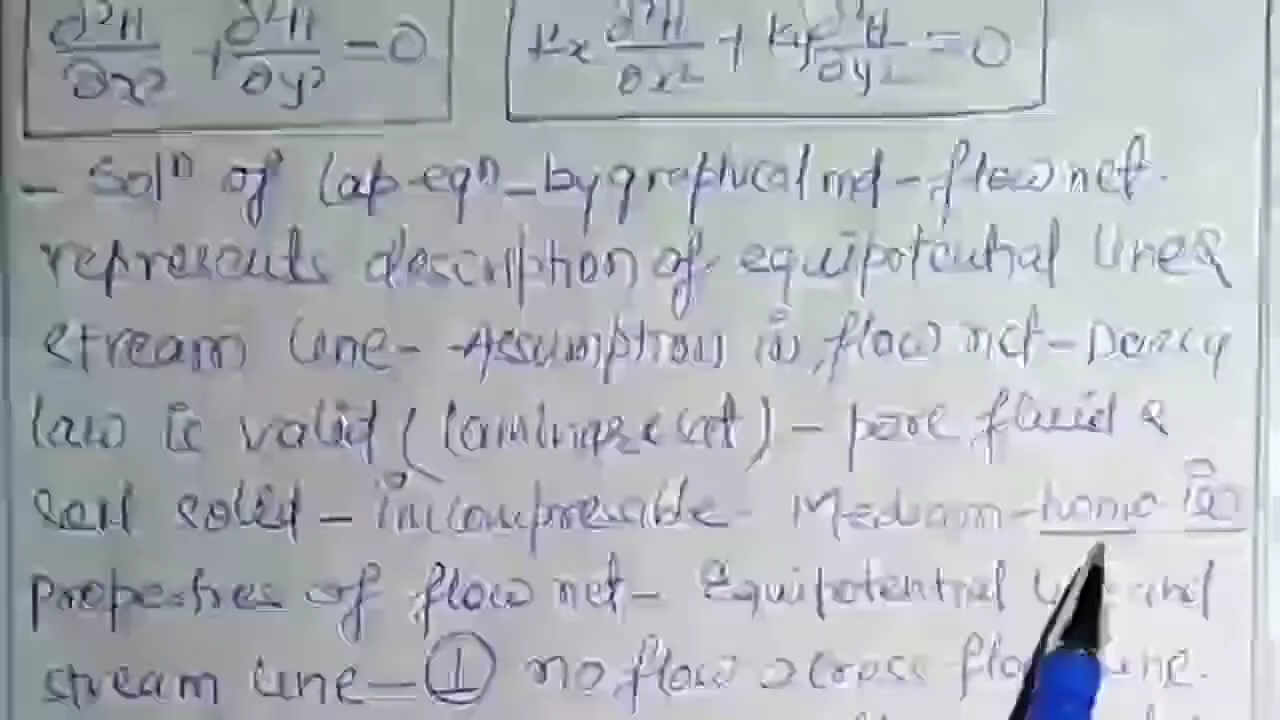 ∂²H/∂x² + ∂²H/∂y² = 0   Kx ∂²H/∂x² + Ky ∂²H/∂y² = 0
- Solⁿ of Lap eqⁿ - by graphical md - flow net.
represents description of equipotential lines &
stream line - Assumption in flow net - Darcy
law is valid ( ) - pore fluid &
soil solid - incompressible - Medium - homo
properties of flow net - Equipotential line and
stream line - ⊥ no flow across flow line.